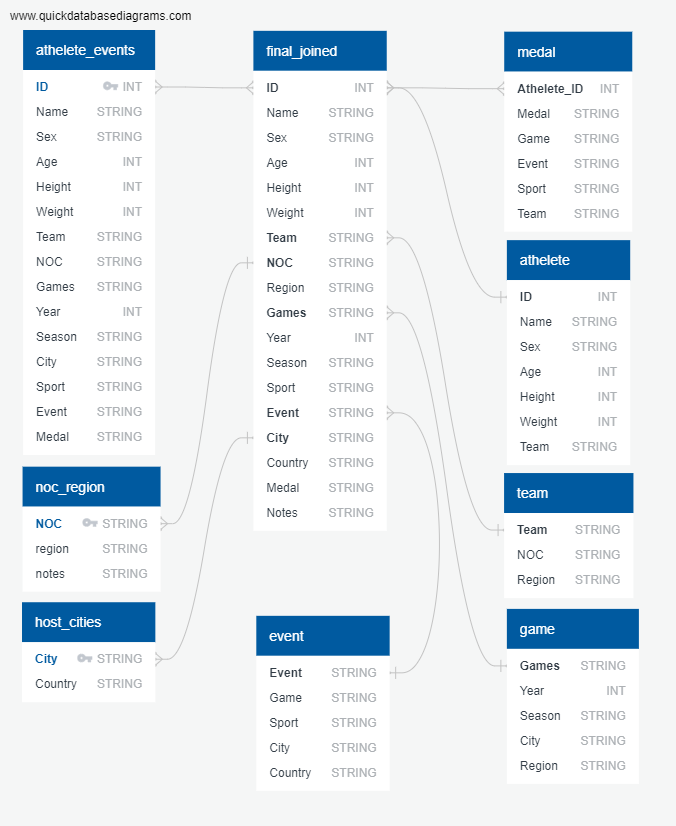 www.quickdatabasediagrams.com
athelete_events
ID INT
Name STRING
Sex STRING
Age INT
Height INT
Weight INT
Team STRING
NOC STRING
Games STRING
Year INT
Season STRING
City STRING
Sport STRING
Event STRING
Medal STRING
noc_region
NOC STRING
region STRING
notes STRING
host_cities
City STRING
Country STRING
final_joined
ID INT
Name STRING
Sex STRING
Age INT
Height INT
Weight INT
Team STRING
NOC STRING
Region STRING
Games STRING
Year INT
Season STRING
Sport STRING
Event STRING
City STRING
Country STRING
Medal STRING
Notes STRING
event
Event STRING
Game STRING
Sport STRING
City STRING
Country STRING
medal
Athelete_ID INT
Medal STRING
Game STRING
Event STRING
Sport STRING
Team STRING
athelete
ID INT
Name STRING
Sex STRING
Age INT
Height INT
Weight INT
Team STRING
team
Team STRING
NOC STRING
Region STRING
game
Games STRING
Year INT
Season STRING
City STRING
Region STRING